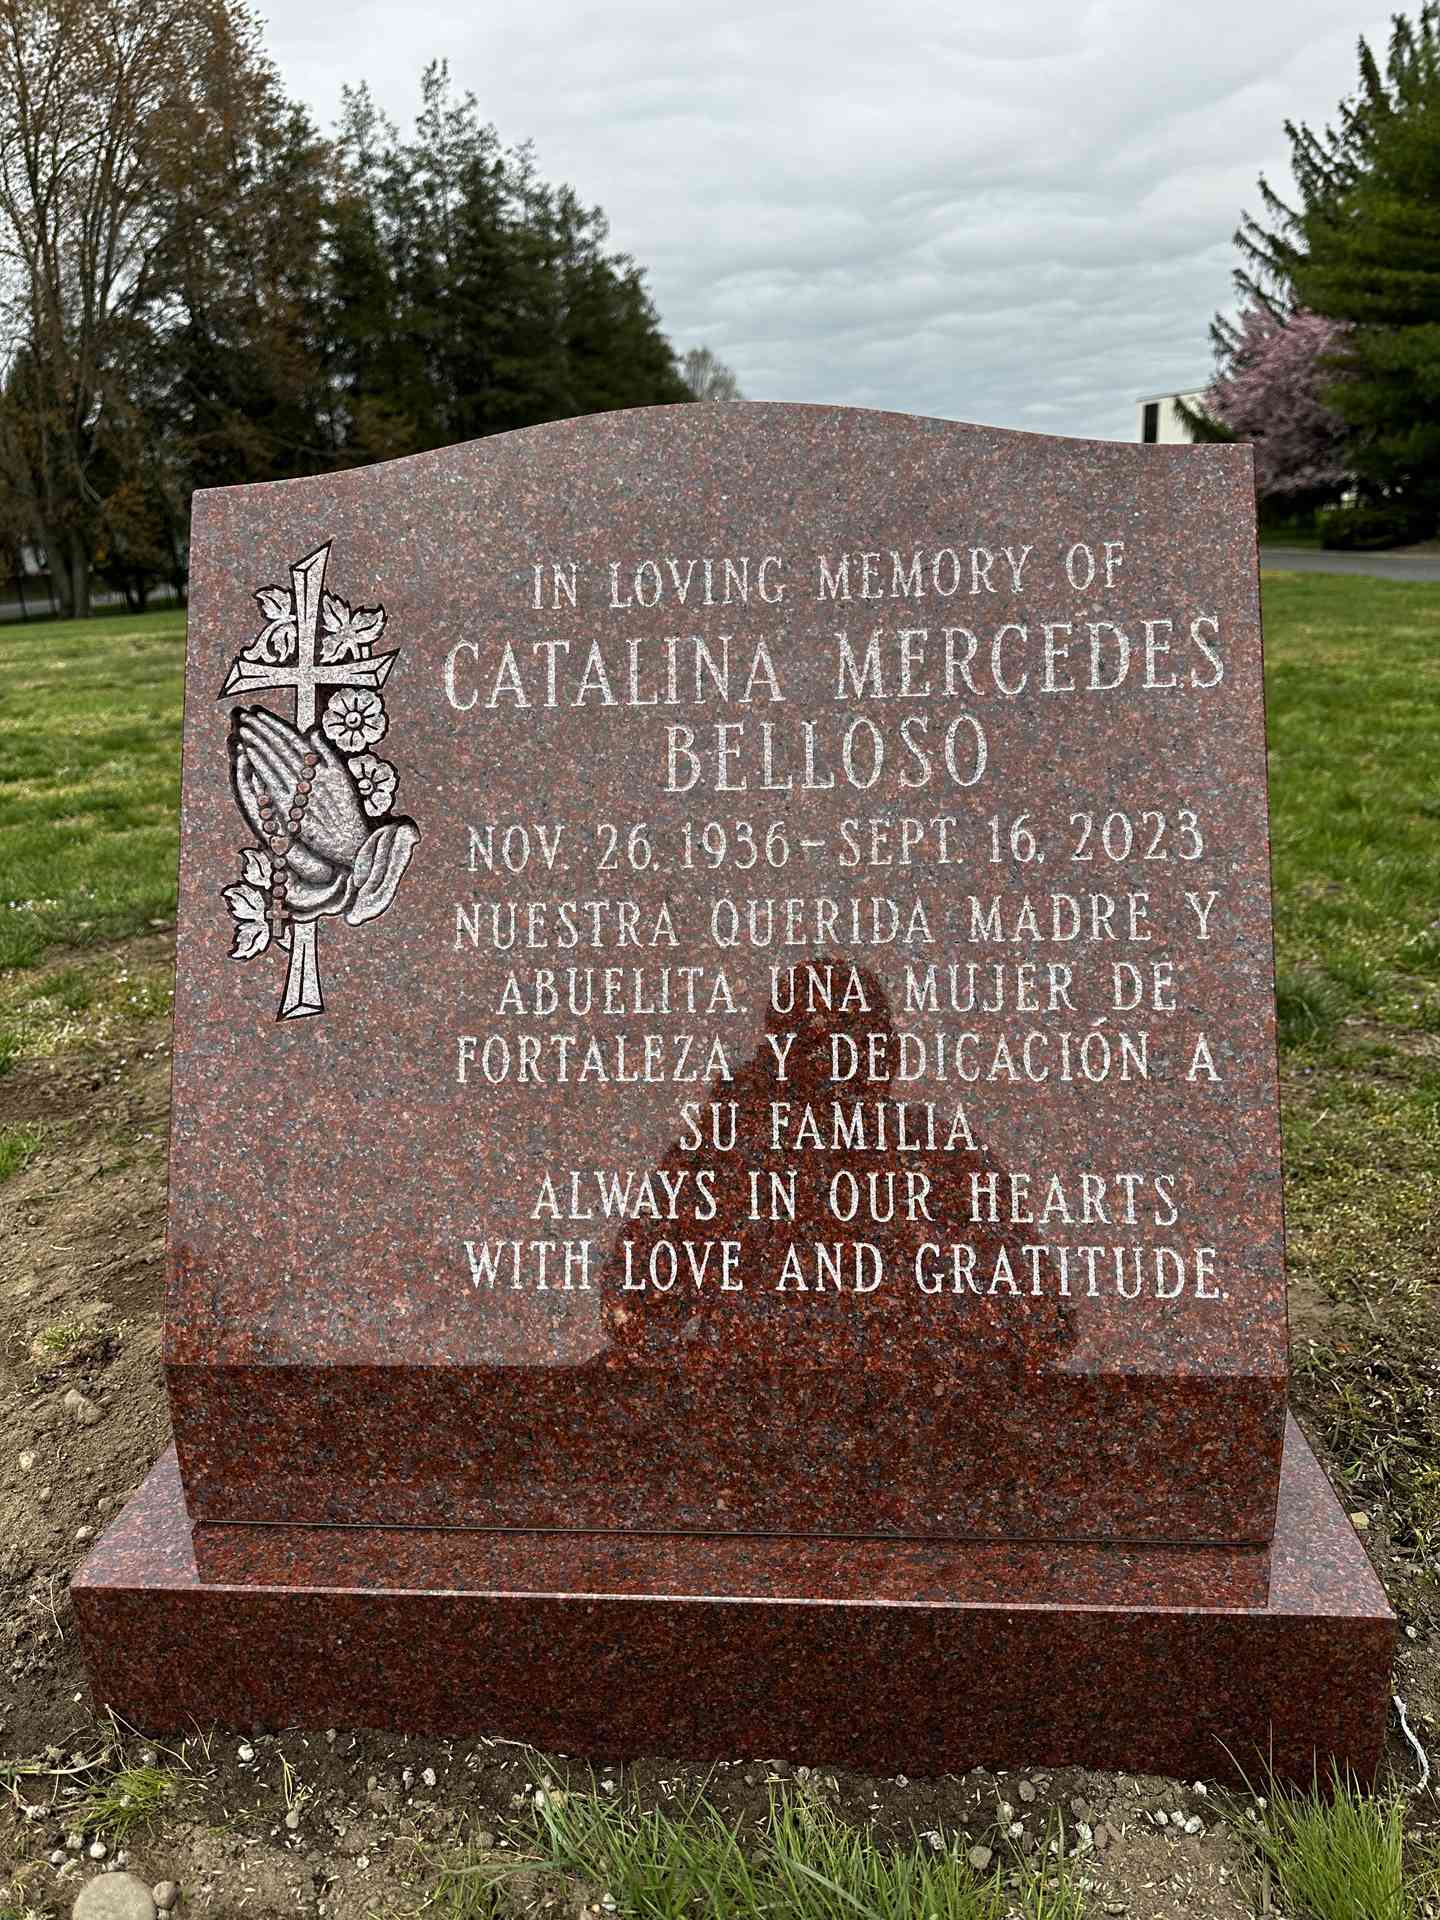 IN LOVING MEMORY OF
CATALINA MERCEDES
BELLOSO
NOV. 26, 1936 – SEPT. 16, 2023
NUESTRA QUERIDA MADRE Y
ABUELITA. UNA MUJER DE
FORTALEZA Y DEDICACIÓN A
SU FAMILIA.
ALWAYS IN OUR HEARTS
WITH LOVE AND GRATITUDE.